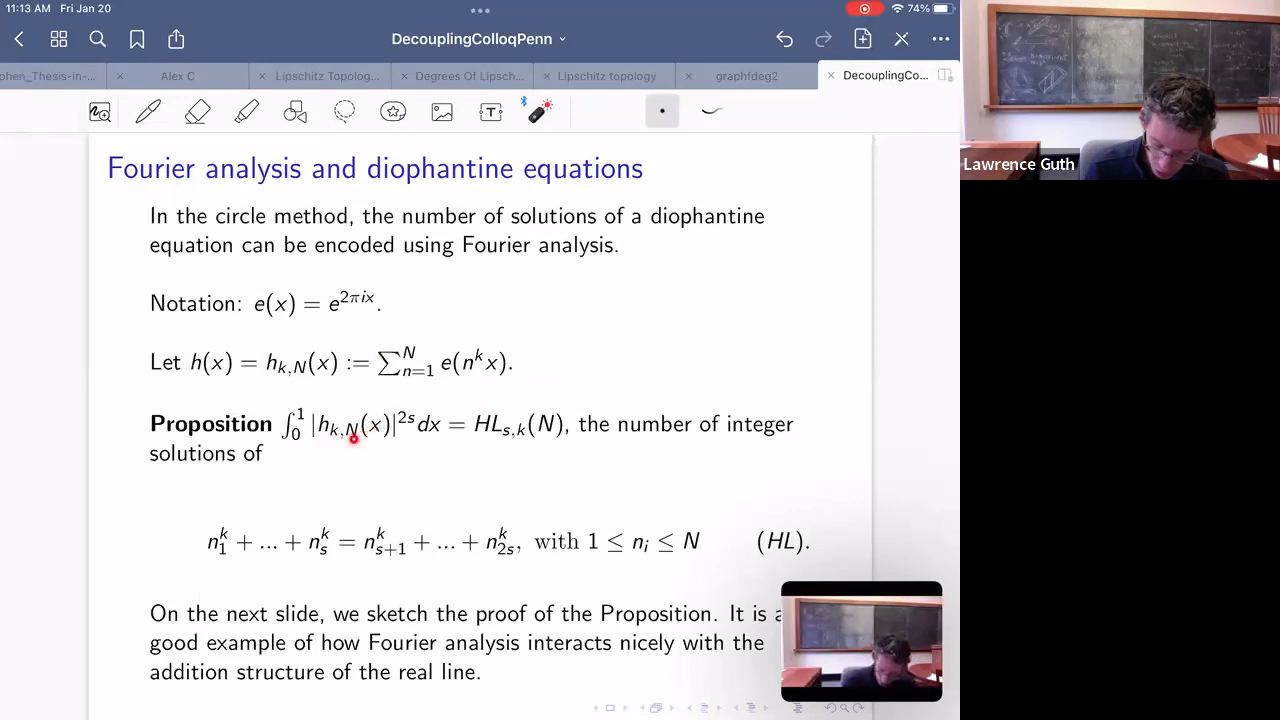 11:13 AM Fri Jan 20
74%
DecouplingColloqPenn
phen_Thesis-in-...
Alex C
Lipschitz Topolog...
Degrees Of Lipsch...
Lipschitz topology
graphfdeg2
DecouplingCo...
T
Lawrence Guth
Fourier analysis and diophantine equations
In the circle method, the number of solutions of a diophantine
equation can be encoded using Fourier analysis.
Notation: e(x) = e^{2πix}.
Let h(x) = h_{k,N}(x) := ∑_{n=1}^{N} e(n^k x).
Proposition ∫_0^1 |h_{k,N}(x)|^{2s} dx = HL_{s,k}(N), the number of integer
solutions of
n_1^k + ... + n_s^k = n_{s+1}^k + ... + n_{2s}^k, with 1 ≤ n_i ≤ N (HL).
On the next slide, we sketch the proof of the Proposition. It is a
good example of how Fourier analysis interacts nicely with the
addition structure of the real line.